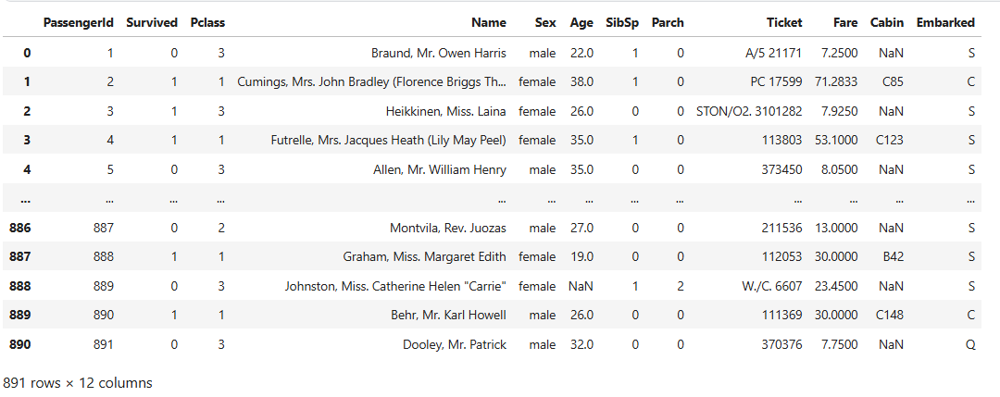 PassengerId Survived Pclass Name Sex Age SibSp Parch Ticket Fare Cabin Embarked
0 1 0 3 Braund, Mr. Owen Harris male 22.0 1 0 A/5 21171 7.2500 NaN S
1 2 1 1 Cumings, Mrs. John Bradley (Florence Briggs Th... female 38.0 1 0 PC 17599 71.2833 C85 C
2 3 1 3 Heikkinen, Miss. Laina female 26.0 0 0 STON/O2. 3101282 7.9250 NaN S
3 4 1 1 Futrelle, Mrs. Jacques Heath (Lily May Peel) female 35.0 1 0 113803 53.1000 C123 S
4 5 0 3 Allen, Mr. William Henry male 35.0 0 0 373450 8.0500 NaN S
... ... ... ... ... ... ... ... ... ... ... ... ...
886 887 0 2 Montvila, Rev. Juozas male 27.0 0 0 211536 13.0000 NaN S
887 888 1 1 Graham, Miss. Margaret Edith female 19.0 0 0 112053 30.0000 B42 S
888 889 0 3 Johnston, Miss. Catherine Helen "Carrie" female NaN 1 2 W./C. 6607 23.4500 NaN S
889 890 1 1 Behr, Mr. Karl Howell male 26.0 0 0 111369 30.0000 C148 C
890 891 0 3 Dooley, Mr. Patrick male 32.0 0 0 370376 7.7500 NaN Q
891 rows × 12 columns